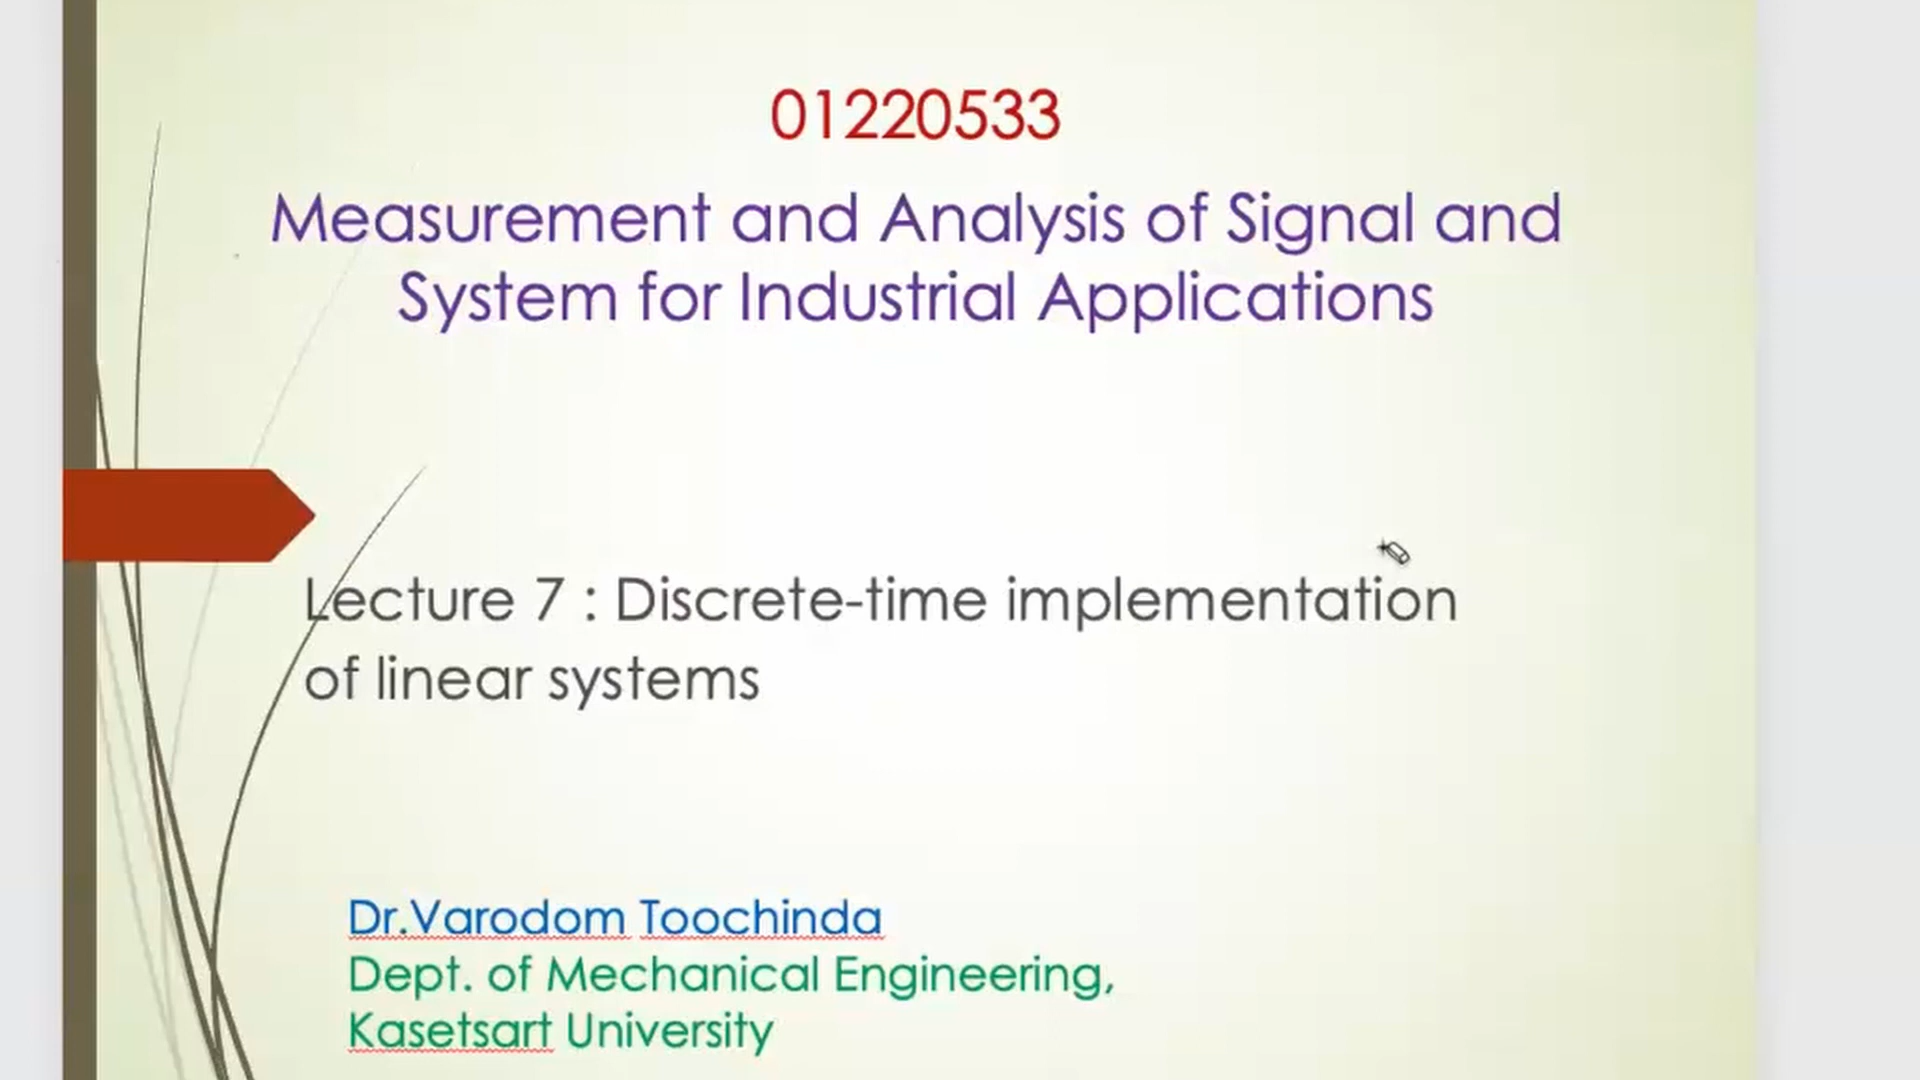 01220533
Measurement and Analysis of Signal and
System for Industrial Applications
Lecture 7 : Discrete-time implementation
of linear systems
Dr.Varodom Toochinda
Dept. of Mechanical Engineering,
Kasetsart University